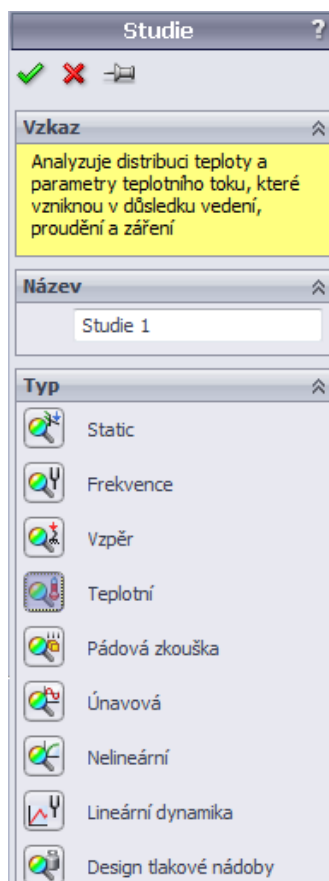 Studie ?
Vzkaz
Analyzuje distribuci teploty a
parametry teplotního toku, které
vzniknou v důsledku vedení,
proudění a záření
Název
Studie 1
Typ
Static
Frekvence
Vzpěr
Teplotní
Pádová zkouška
Únavová
Nelineární
Lineární dynamika
Design tlakové nádoby